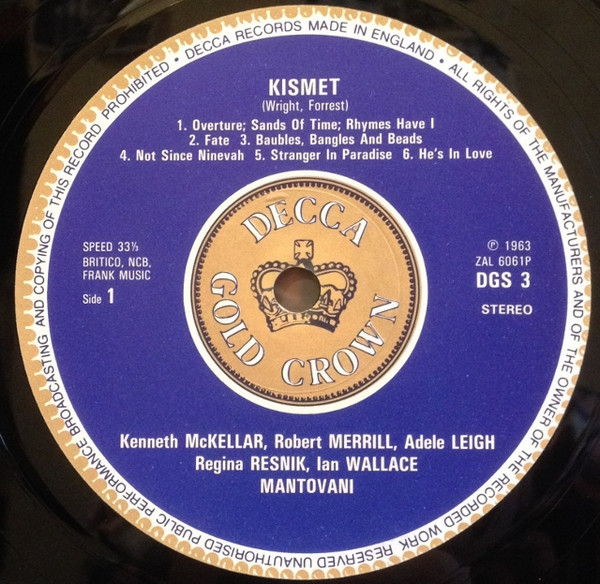 DECCA RECORDS MADE IN ENGLAND • ALL RIGHTS OF THE MANUFACTURERS AND OF THE OWNER OF THE RECORDED WORK RESERVED UNAUTHORISED PUBLIC PERFORMANCE BROADCASTING AND COPYING OF THIS RECORD PROHIBITED •
KISMET
(Wright, Forrest)
1. Overture; Sands Of Time; Rhymes Have I
2. Fate 3. Baubles, Bangles And Beads
4. Not Since Ninevah 5. Stranger In Paradise 6. He's In Love
DECCA
GOLD CROWN
SPEED 33⅓
BRITICO, NCB,
FRANK MUSIC
Side 1
℗ 1963
ZAL 6061P
DGS 3
STEREO
Kenneth McKELLAR, Robert MERRILL, Adele LEIGH
Regina RESNIK, Ian WALLACE
MANTOVANI